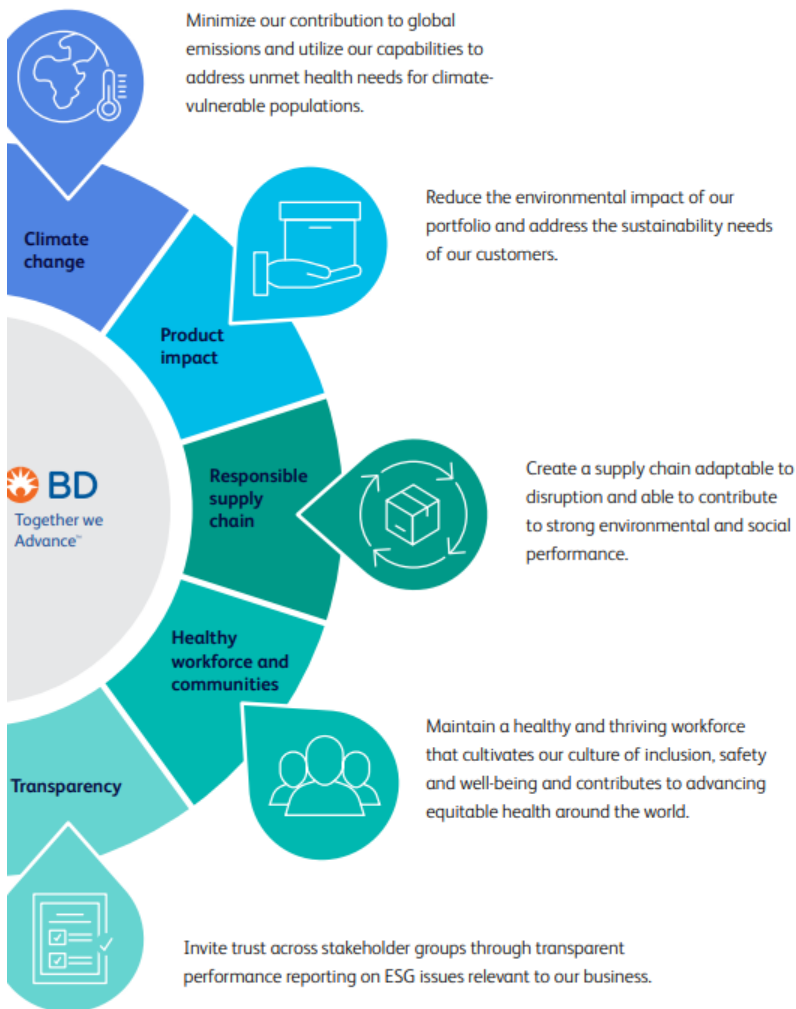 Minimize our contribution to global
emissions and utilize our capabilities to
address unmet health needs for climate-
vulnerable populations.
Climate
change
Reduce the environmental impact of our
portfolio and address the sustainability needs
of our customers.
Product
impact
Responsible
supply
chain
Create a supply chain adaptable to
disruption and able to contribute
to strong environmental and social
performance.
BD
Together we
Advance™
Healthy
workforce and
communities
Maintain a healthy and thriving workforce
that cultivates our culture of inclusion, safety
and well-being and contributes to advancing
equitable health around the world.
Transparency
Invite trust across stakeholder groups through transparent
performance reporting on ESG issues relevant to our business.